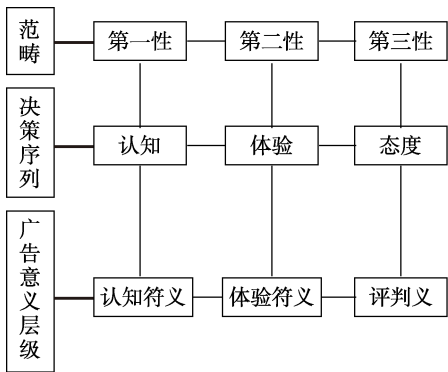 范畴
第一性
第二性
第三性
决策序列
认知
体验
态度
广告意义层级
认知符义
体验符义
评判义